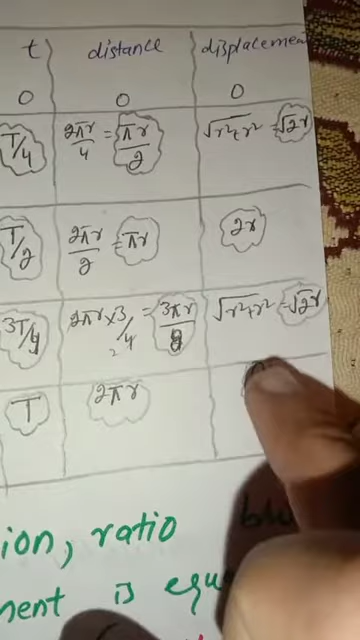 t distance displacement
0 0 0
T/4 2πr/4 = πr/2 √r²+r² = √2r
T/2 2πr/2 = πr 2r
3T/4 2πr×3/4 = 3πr/2 √r²+r² = √2r
T 2πr
ion, ratio
ment is equ